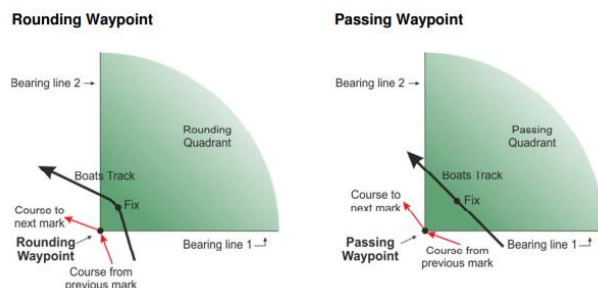 Rounding Waypoint
Bearing line 2
Rounding
Quadrant
Boats Track
Fix
Course to
next mark
Rounding
Waypoint
Bearing line 1
Course from
previous mark
Passing Waypoint
Bearing line 2
Passing
Quadrant
Boats Track
Fix
Course to
next mark
Passing
Waypoint
Bearing line 1
Course from
previous mark